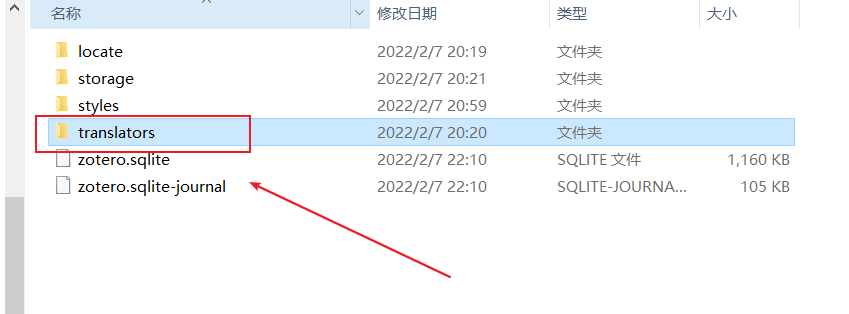 名称 修改日期 类型 大小
locate 2022/2/7 20:19 文件夹
storage 2022/2/7 20:21 文件夹
styles 2022/2/7 20:59 文件夹
translators 2022/2/7 20:20 文件夹
zotero.sqlite 2022/2/7 22:10 SQLITE 文件 1,160 KB
zotero.sqlite-journal 2022/2/7 22:10 SQLITE-JOURNA... 105 KB